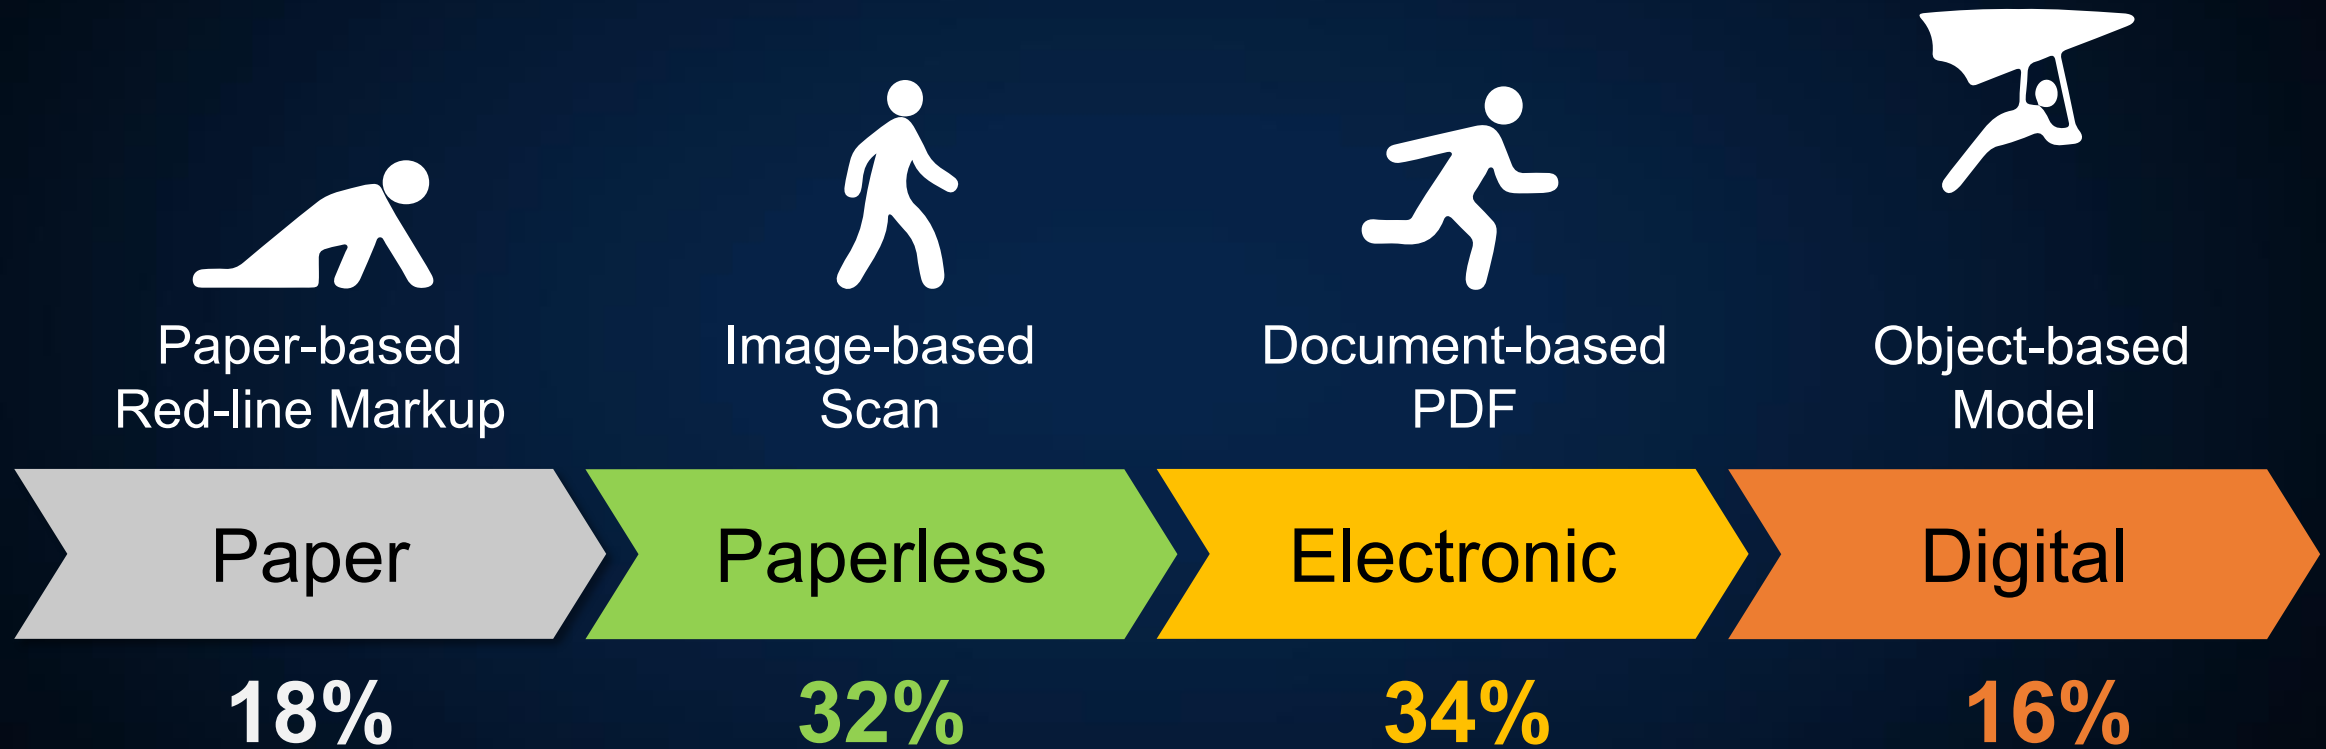 Paper-based
Red-line Markup
Image-based
Scan
Document-based
PDF
Object-based
Model
Paper
Paperless
Electronic
Digital
18%
32%
34%
16%